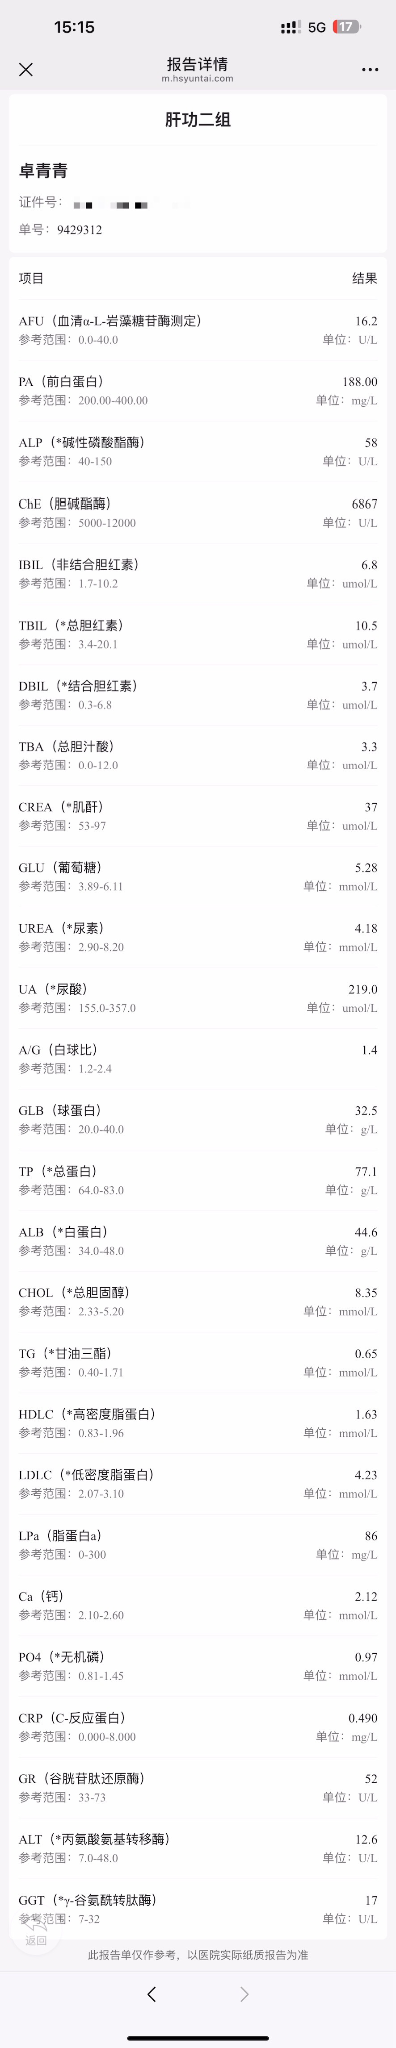 15:15
5G
17
报告详情
m.hsyuntai.com
肝功二组
卓青青
证件号：
单号：9429312
项目 结果
AFU（血清α-L-岩藻糖苷酶测定） 16.2
参考范围：0.0-40.0 单位：U/L
PA（前白蛋白） 188.00
参考范围：200.00-400.00 单位：mg/L
ALP（*碱性磷酸酯酶） 58
参考范围：40-150 单位：U/L
ChE（胆碱酯酶） 6867
参考范围：5000-12000 单位：U/L
IBIL（非结合胆红素） 6.8
参考范围：1.7-10.2 单位：umol/L
TBIL（*总胆红素） 10.5
参考范围：3.4-20.1 单位：umol/L
DBIL（*结合胆红素） 3.7
参考范围：0.3-6.8 单位：umol/L
TBA（总胆汁酸） 3.3
参考范围：0.0-12.0 单位：umol/L
CREA（*肌酐） 37
参考范围：53-97 单位：umol/L
GLU（葡萄糖） 5.28
参考范围：3.89-6.11 单位：mmol/L
UREA（*尿素） 4.18
参考范围：2.90-8.20 单位：mmol/L
UA（*尿酸） 219.0
参考范围：155.0-357.0 单位：umol/L
A/G（白球比） 1.4
参考范围：1.2-2.4
GLB（球蛋白） 32.5
参考范围：20.0-40.0 单位：g/L
TP（*总蛋白） 77.1
参考范围：64.0-83.0 单位：g/L
ALB（*白蛋白） 44.6
参考范围：34.0-48.0 单位：g/L
CHOL（*总胆固醇） 8.35
参考范围：2.33-5.20 单位：mmol/L
TG（*甘油三酯） 0.65
参考范围：0.40-1.71 单位：mmol/L
HDLC（*高密度脂蛋白） 1.63
参考范围：0.83-1.96 单位：mmol/L
LDLC（*低密度脂蛋白） 4.23
参考范围：2.07-3.10 单位：mmol/L
LPa（脂蛋白a） 86
参考范围：0-300 单位：mg/L
Ca（钙） 2.12
参考范围：2.10-2.60 单位：mmol/L
PO4（*无机磷） 0.97
参考范围：0.81-1.45 单位：mmol/L
CRP（C-反应蛋白） 0.490
参考范围：0.000-8.000 单位：mg/L
GR（谷胱苷肽还原酶） 52
参考范围：33-73 单位：U/L
ALT（*丙氨酸氨基转移酶） 12.6
参考范围：7.0-48.0 单位：U/L
GGT（*γ-谷氨酰转肽酶） 17
参考范围：7-32 单位：U/L
返回
此报告单仅作参考，以医院实际纸质报告为准